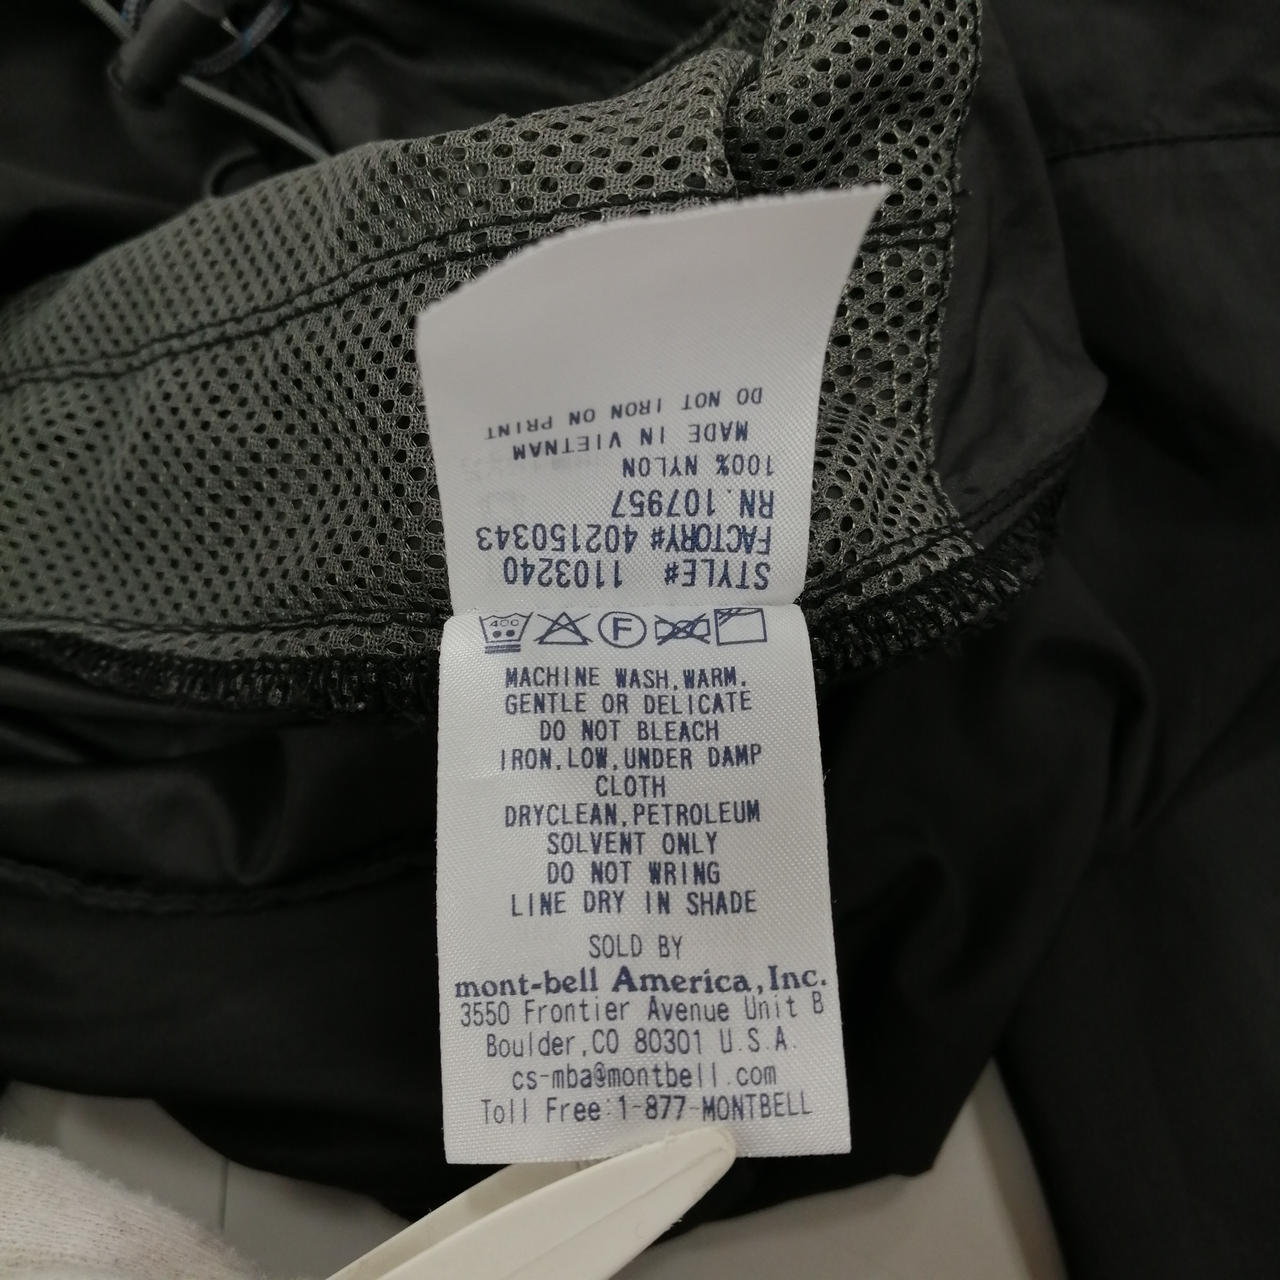 STYLE# 1103240
FACTORY# 402150343
RN. 107957
100% NYLON
MADE IN VIETNAM
DO NOT IRON ON PRINT
400 F
MACHINE WASH,WARM.
GENTLE OR DELICATE
DO NOT BLEACH
IRON,LOW,UNDER DAMP
CLOTH
DRYCLEAN,PETROLEUM
SOLVENT ONLY
DO NOT WRING
LINE DRY IN SHADE
SOLD BY
mont-bell America,Inc.
3550 Frontier Avenue Unit B
Boulder,CO 80301 U.S.A.
cs-mba@montbell.com
Toll Free:1-877-MONTBELL